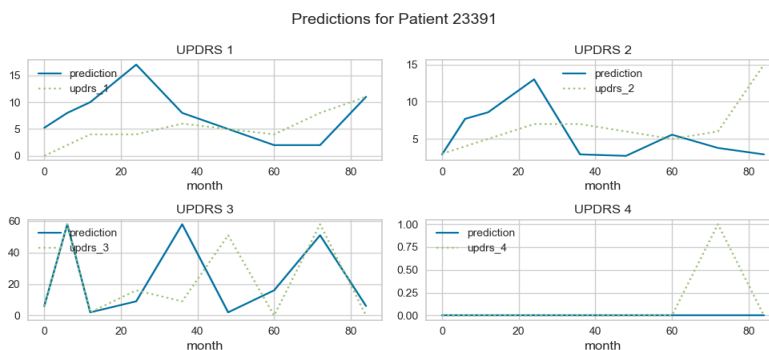 Predictions for Patient 23391
UPDRS 1
15
10
5
0
prediction
updrs_1
0 20 40 60 80
month
UPDRS 2
15
10
5
prediction
updrs_2
0 20 40 60 80
month
UPDRS 3
60
40
20
0
prediction
updrs_3
0 20 40 60 80
month
UPDRS 4
1.00
0.75
0.50
0.25
0.00
prediction
updrs_4
0 20 40 60 80
month